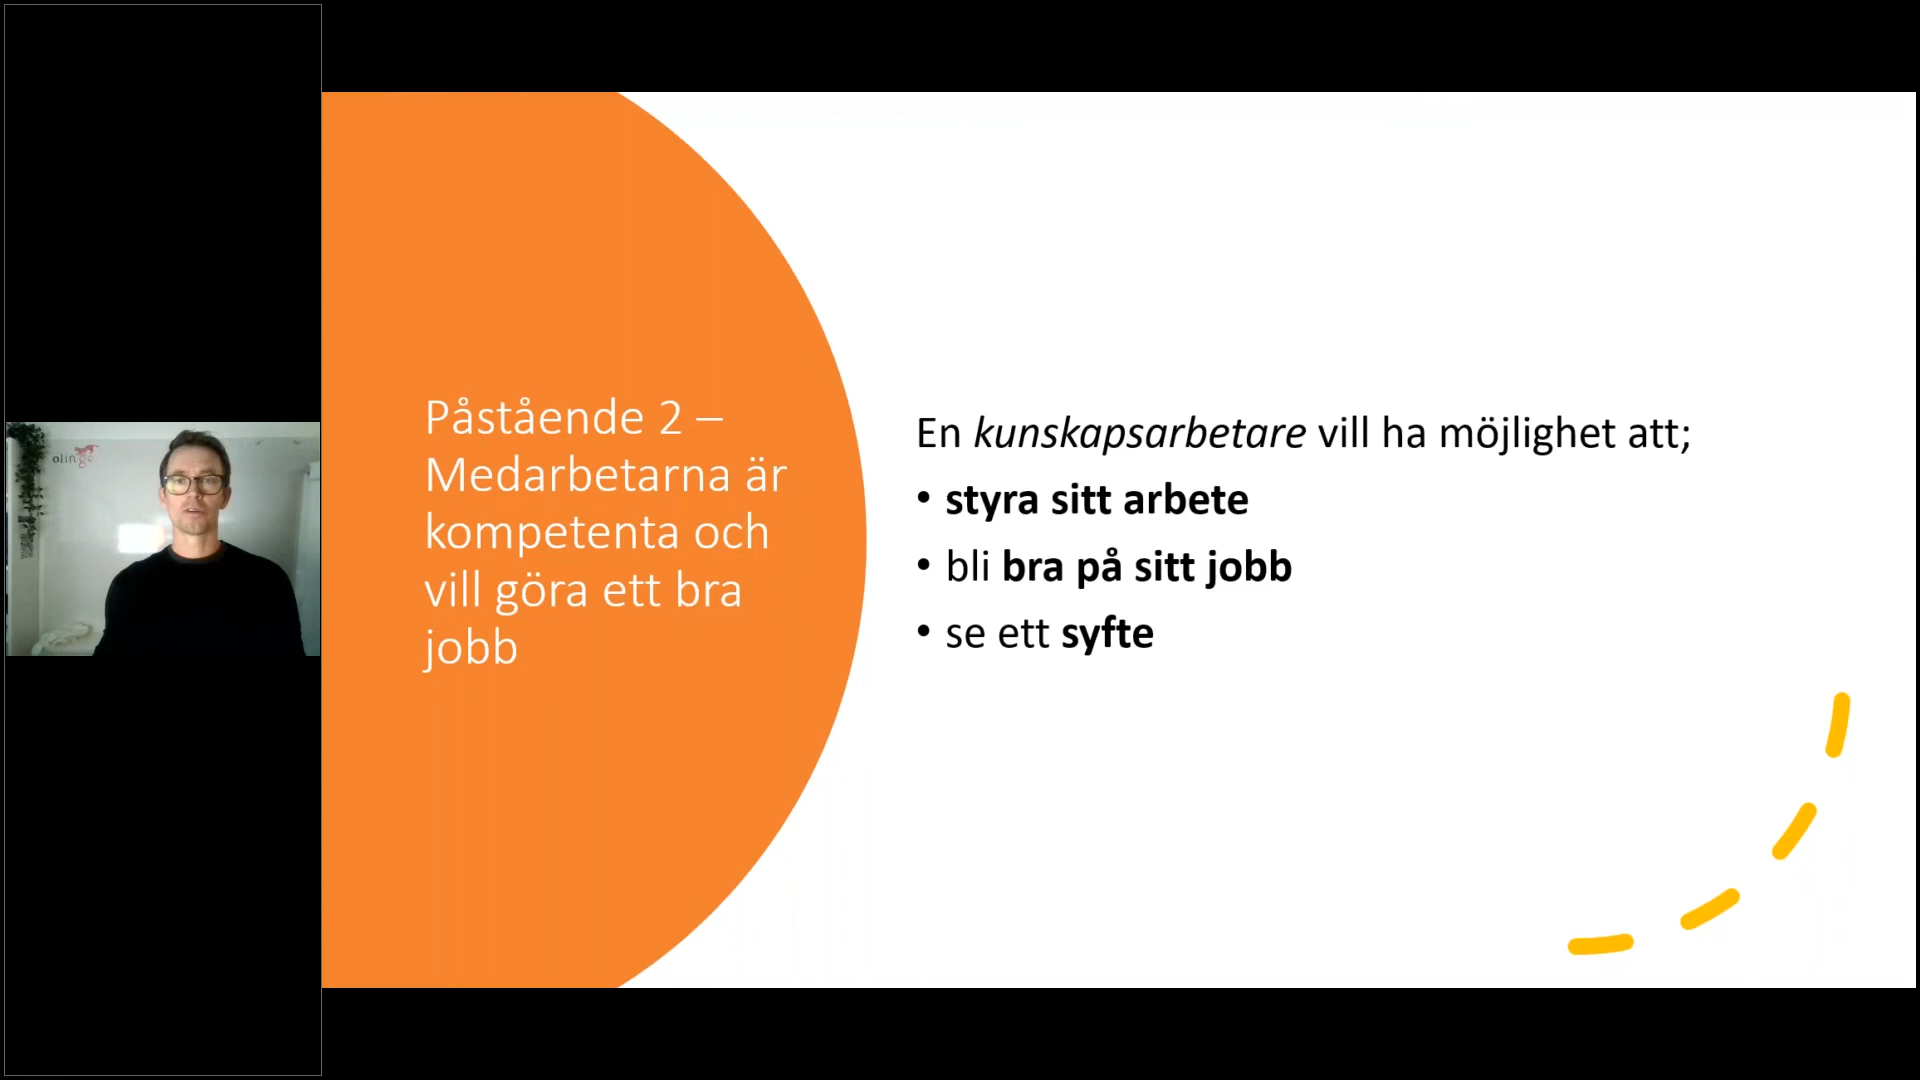 olingo
Påstående 2 –
Medarbetarna är
kompetenta och
vill göra ett bra
jobb
En kunskapsarbetare vill ha möjlighet att;
• styra sitt arbete
• bli bra på sitt jobb
• se ett syfte